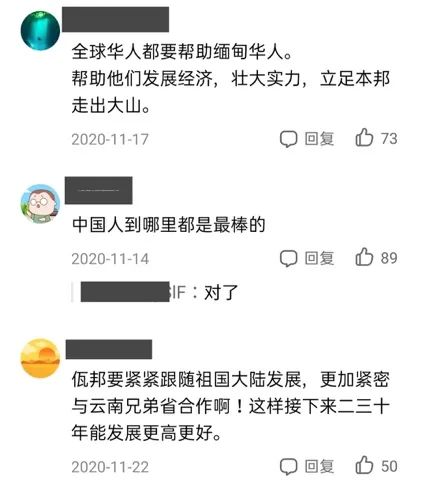 全球华人都要帮助缅甸华人。
帮助他们发展经济，壮大实力，立足本邦
走出大山。
2020-11-17 回复 73
中国人到哪里都是最棒的
2020-11-14 回复 89
IF：对了
佤邦要紧紧跟随祖国大陆发展，更加紧密
与云南兄弟省合作啊！这样接下来二三十
年能发展更高更好。
2020-11-22 回复 50